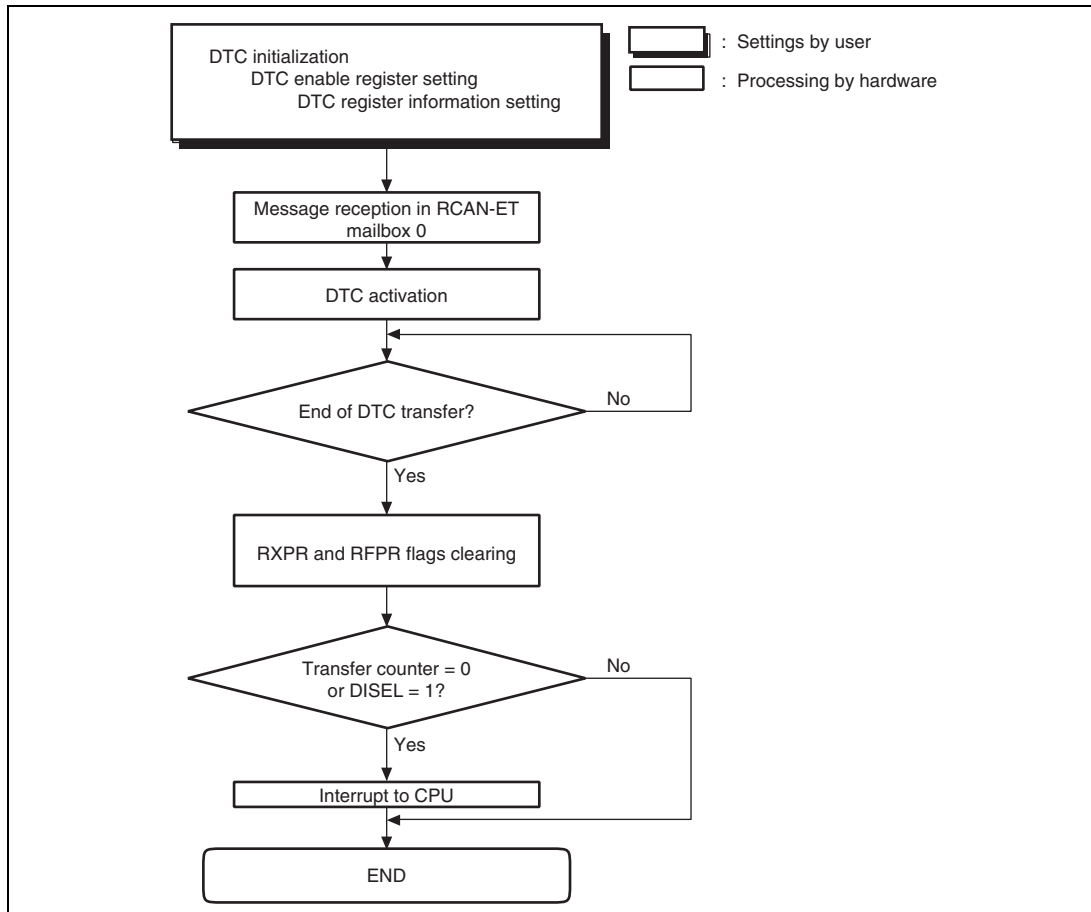 DTC initialization
DTC enable register setting
DTC register information setting
: Settings by user
: Processing by hardware
Message reception in RCAN-ET
mailbox 0
DTC activation
End of DTC transfer?
No
Yes
RXPR and RFPR flags clearing
Transfer counter = 0
or DISEL = 1?
No
Yes
Interrupt to CPU
END